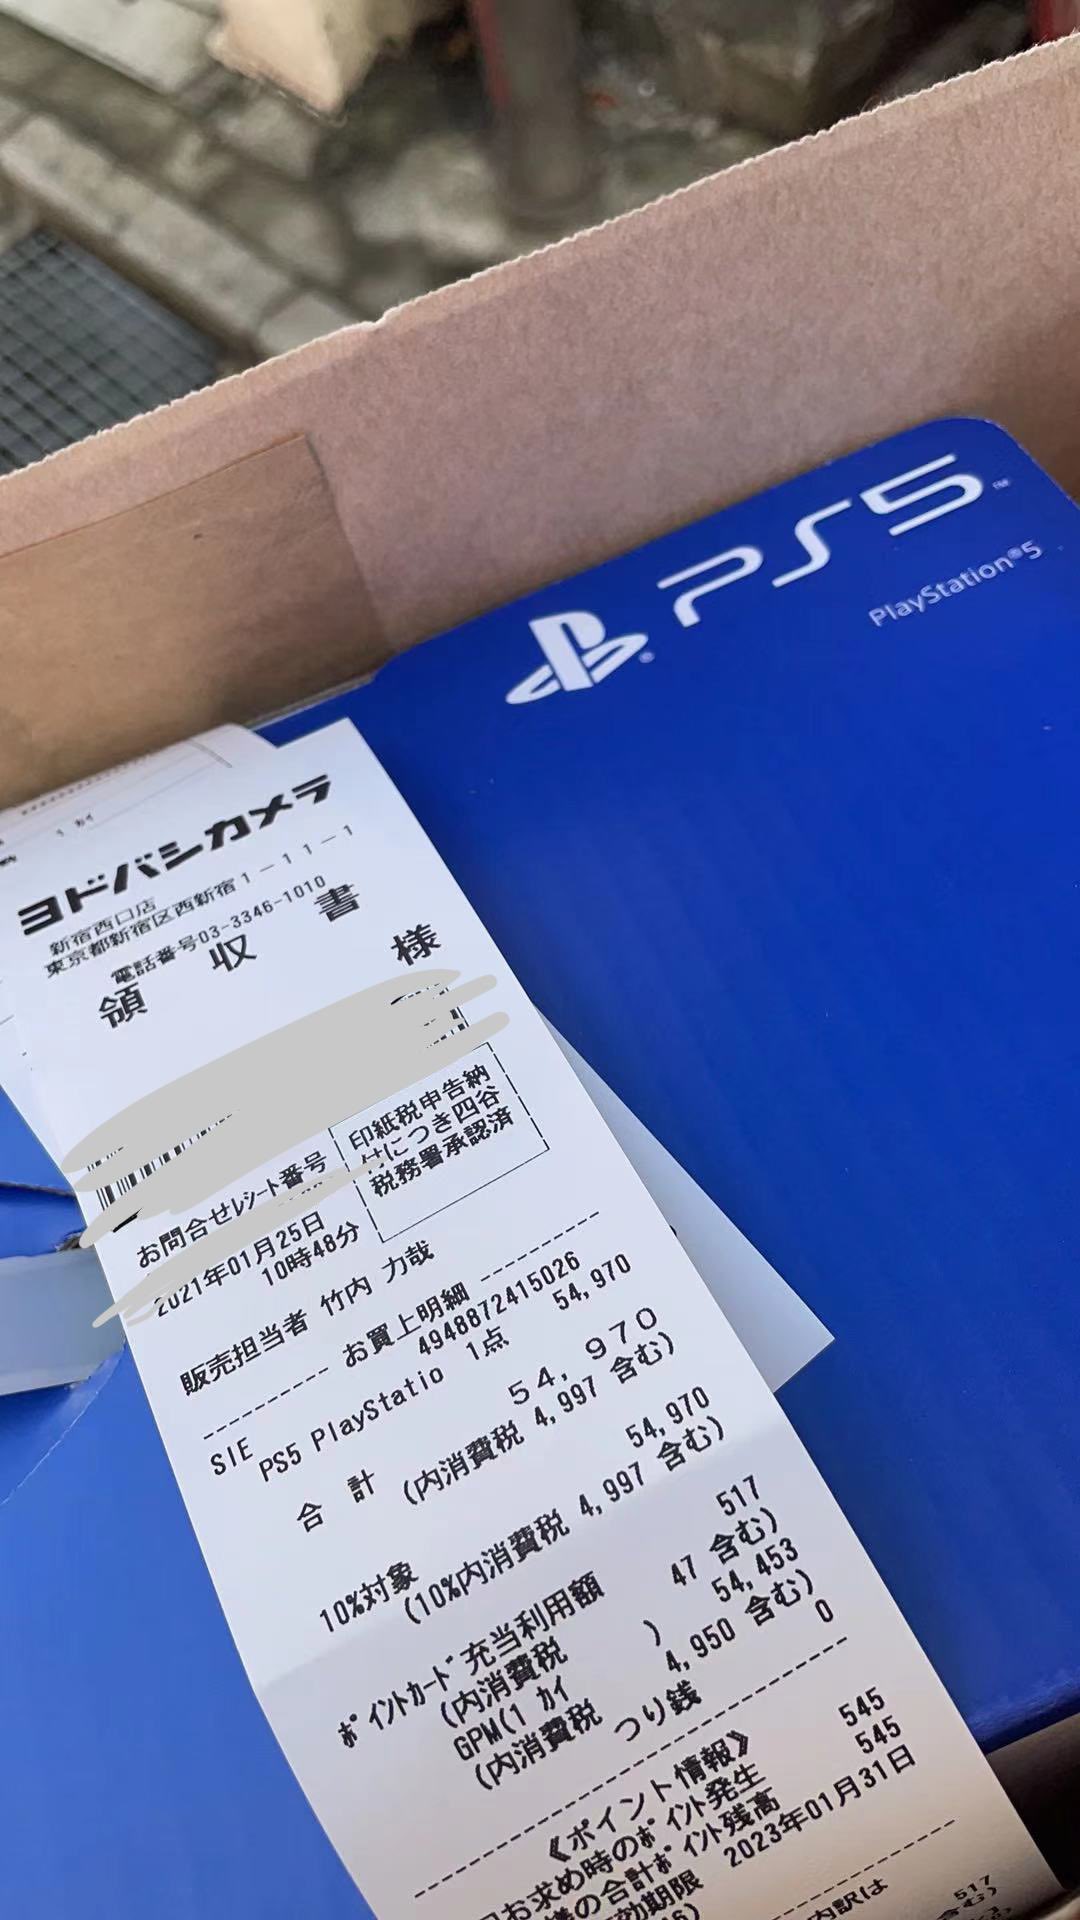 PS5
PlayStation®5
ヨドバシカメラ
新宿西口店
東京都新宿区西新宿1-11-1
電話番号03-3346-1010
領 収 書
様
印紙税申告納
付につき四谷
税務署承認済
お問合せレシート番号
2021年01月25日
10時48分
販売担当者 竹内 力哉
お買上明細
4948872415026
SIE
PS5 PlayStatio 1点 54,970
合 計 54,970
(内消費税 4,997 含む)
10%対象 54,970
(10%内消費税 4,997 含む)
ポイントカード充当利用額 517
(内消費税 47 含む)
GPM(1 カイ ) 54,453
(内消費税 4,950 含む)
つり銭 0
《ポイント情報》
お求め時のポイント発生 545
様の合計ポイント残高 545
効期限 2023年01月31日
内訳は
517